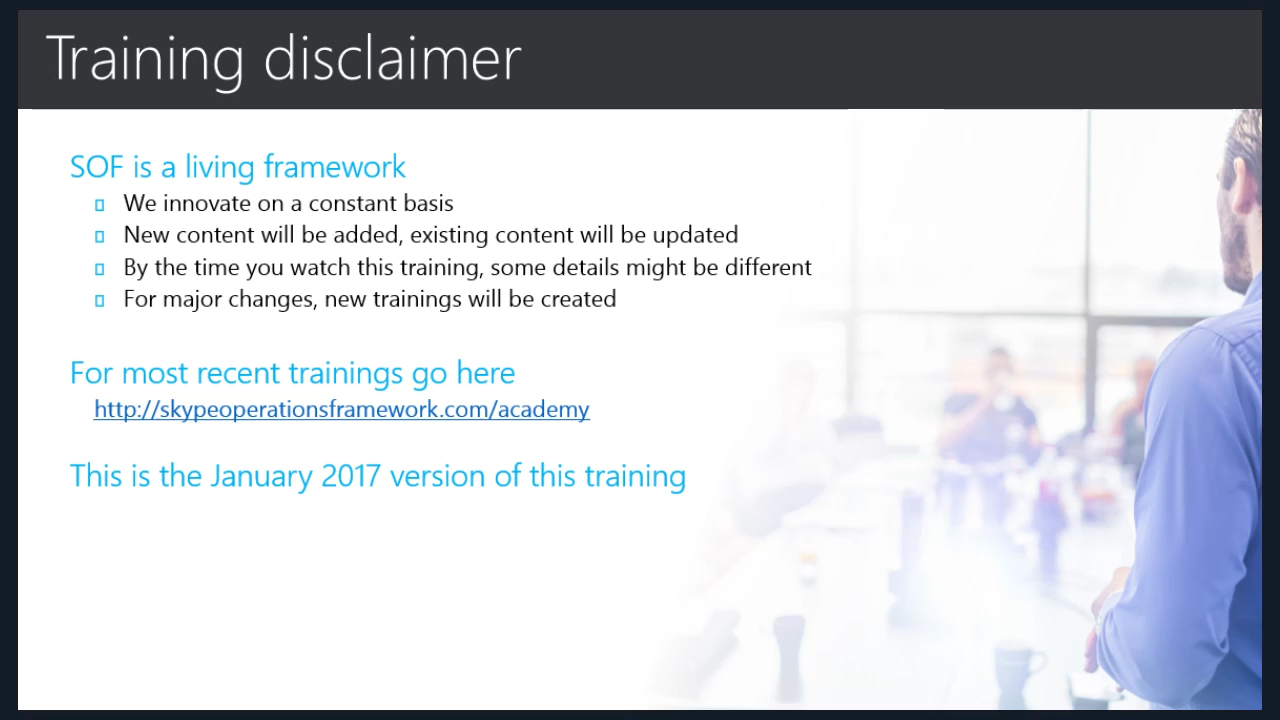 Training disclaimer
SOF is a living framework
We innovate on a constant basis
New content will be added, existing content will be updated
By the time you watch this training, some details might be different
For major changes, new trainings will be created
For most recent trainings go here
http://skypeoperationsframework.com/academy
This is the January 2017 version of this training